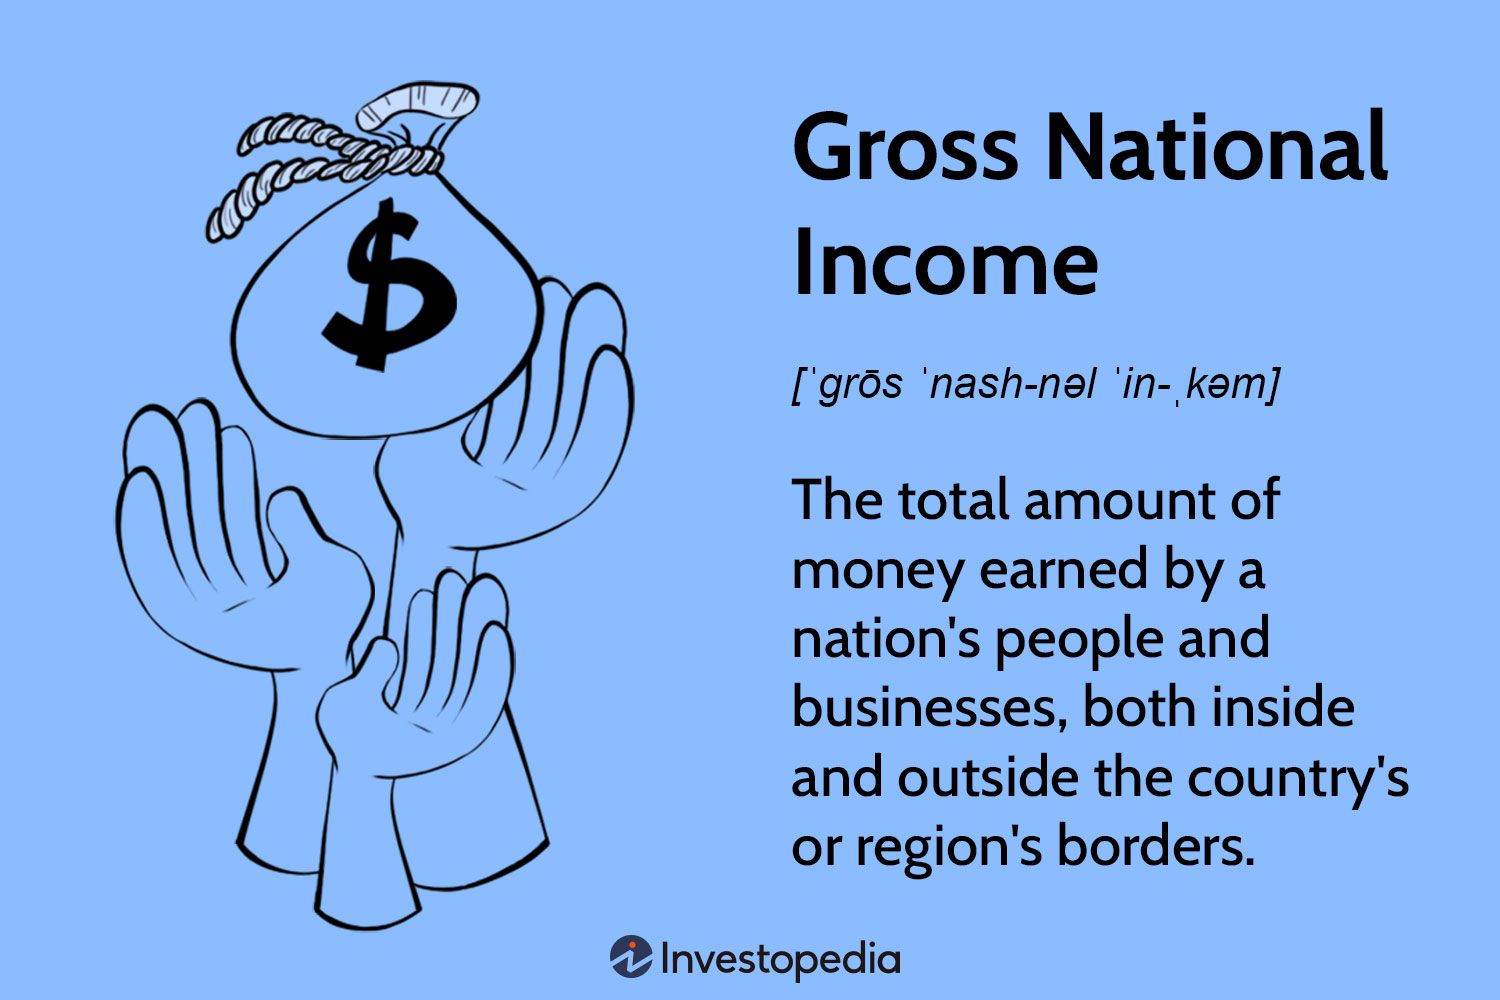 $
Gross National
Income
[ˈgrōs ˈnash-nəl ˈin-ˌkəm]
The total amount of
money earned by a
nation's people and
businesses, both inside
and outside the country's
or region's borders.
Investopedia